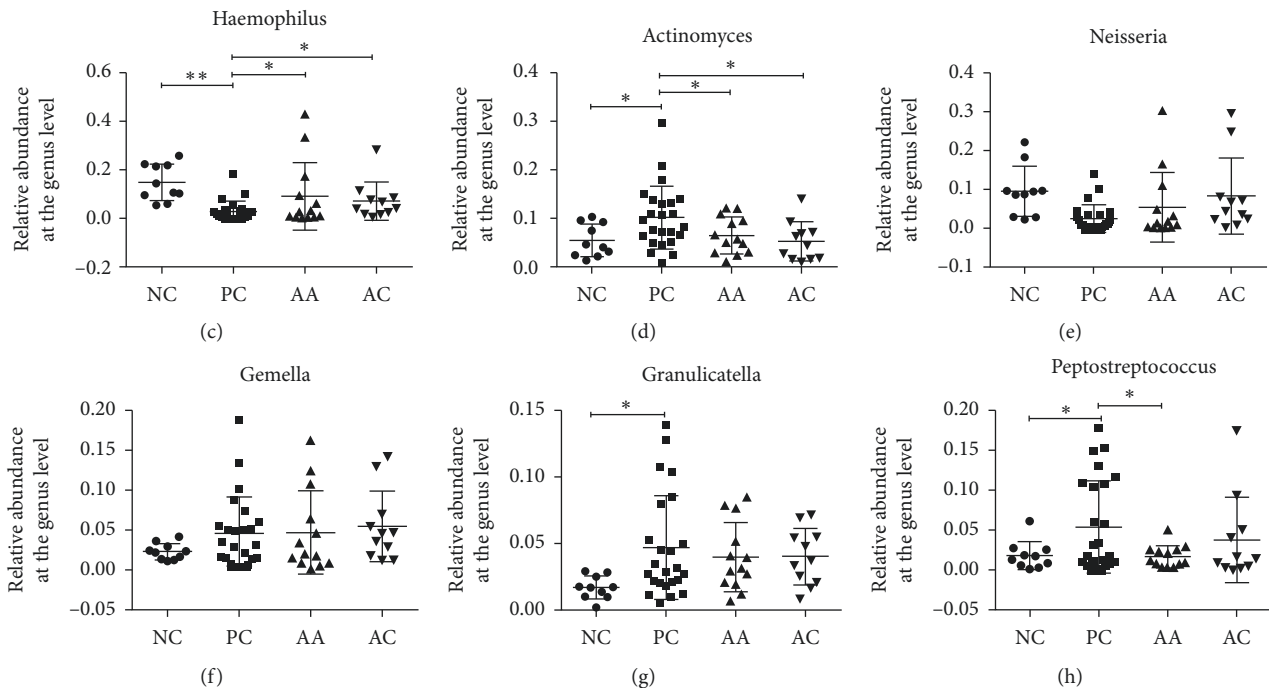 Haemophilus
Relative abundance
at the genus level
0.6
0.4
0.2
0.0
−0.2
**
*
*
NC PC AA AC
(c)
Actinomyces
Relative abundance
at the genus level
0.4
0.3
0.2
0.1
0.0
*
*
*
NC PC AA AC
(d)
Neisseria
Relative abundance
at the genus level
0.4
0.3
0.2
0.1
0.0
−0.1
NC PC AA AC
(e)
Gemella
Relative abundance
at the genus level
0.20
0.15
0.10
0.05
0.00
−0.05
NC PC AA AC
(f)
Granulicatella
Relative abundance
at the genus level
0.15
0.10
0.05
0.00
*
NC PC AA AC
(g)
Peptostreptococcus
Relative abundance
at the genus level
0.20
0.15
0.10
0.05
0.00
−0.05
*
*
NC PC AA AC
(h)